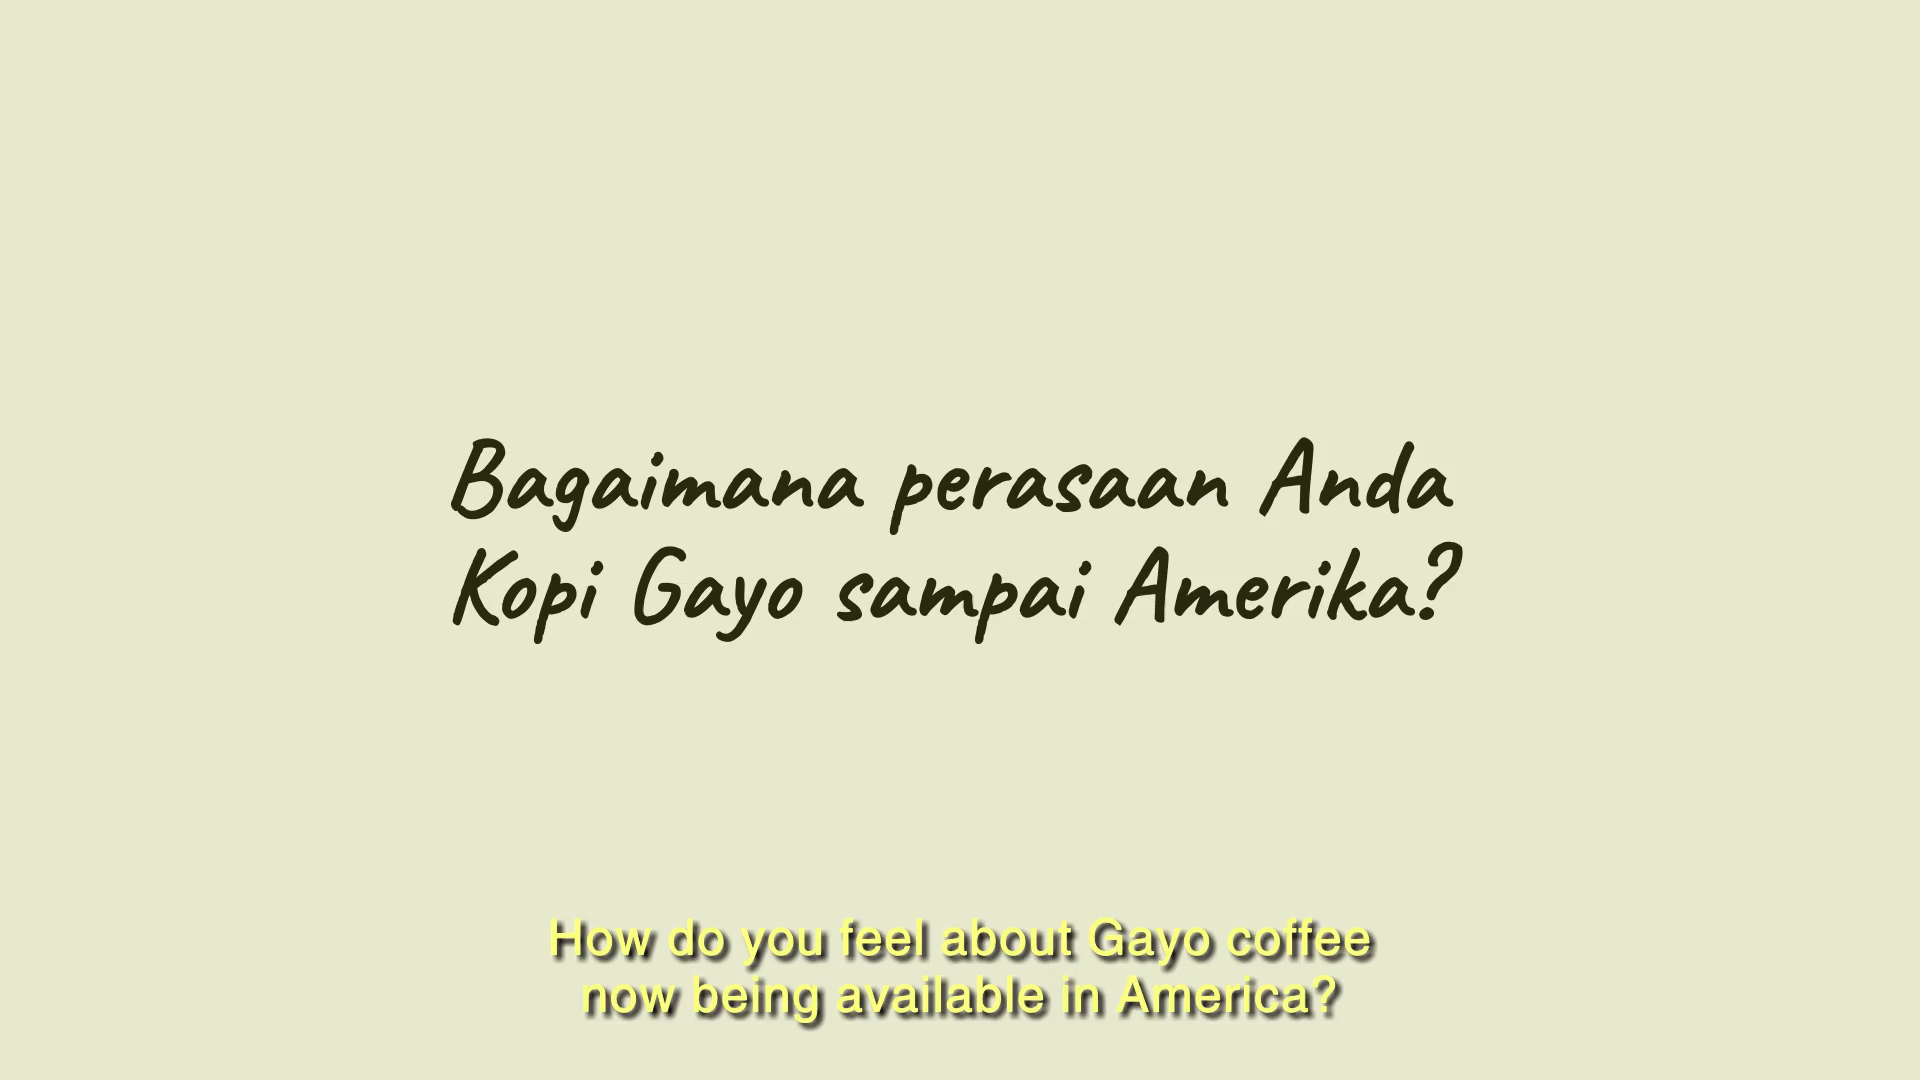 Bagaimana perasaan Anda
Kopi Gayo sampai Amerika?
How do you feel about Gayo coffee
now being available in America?